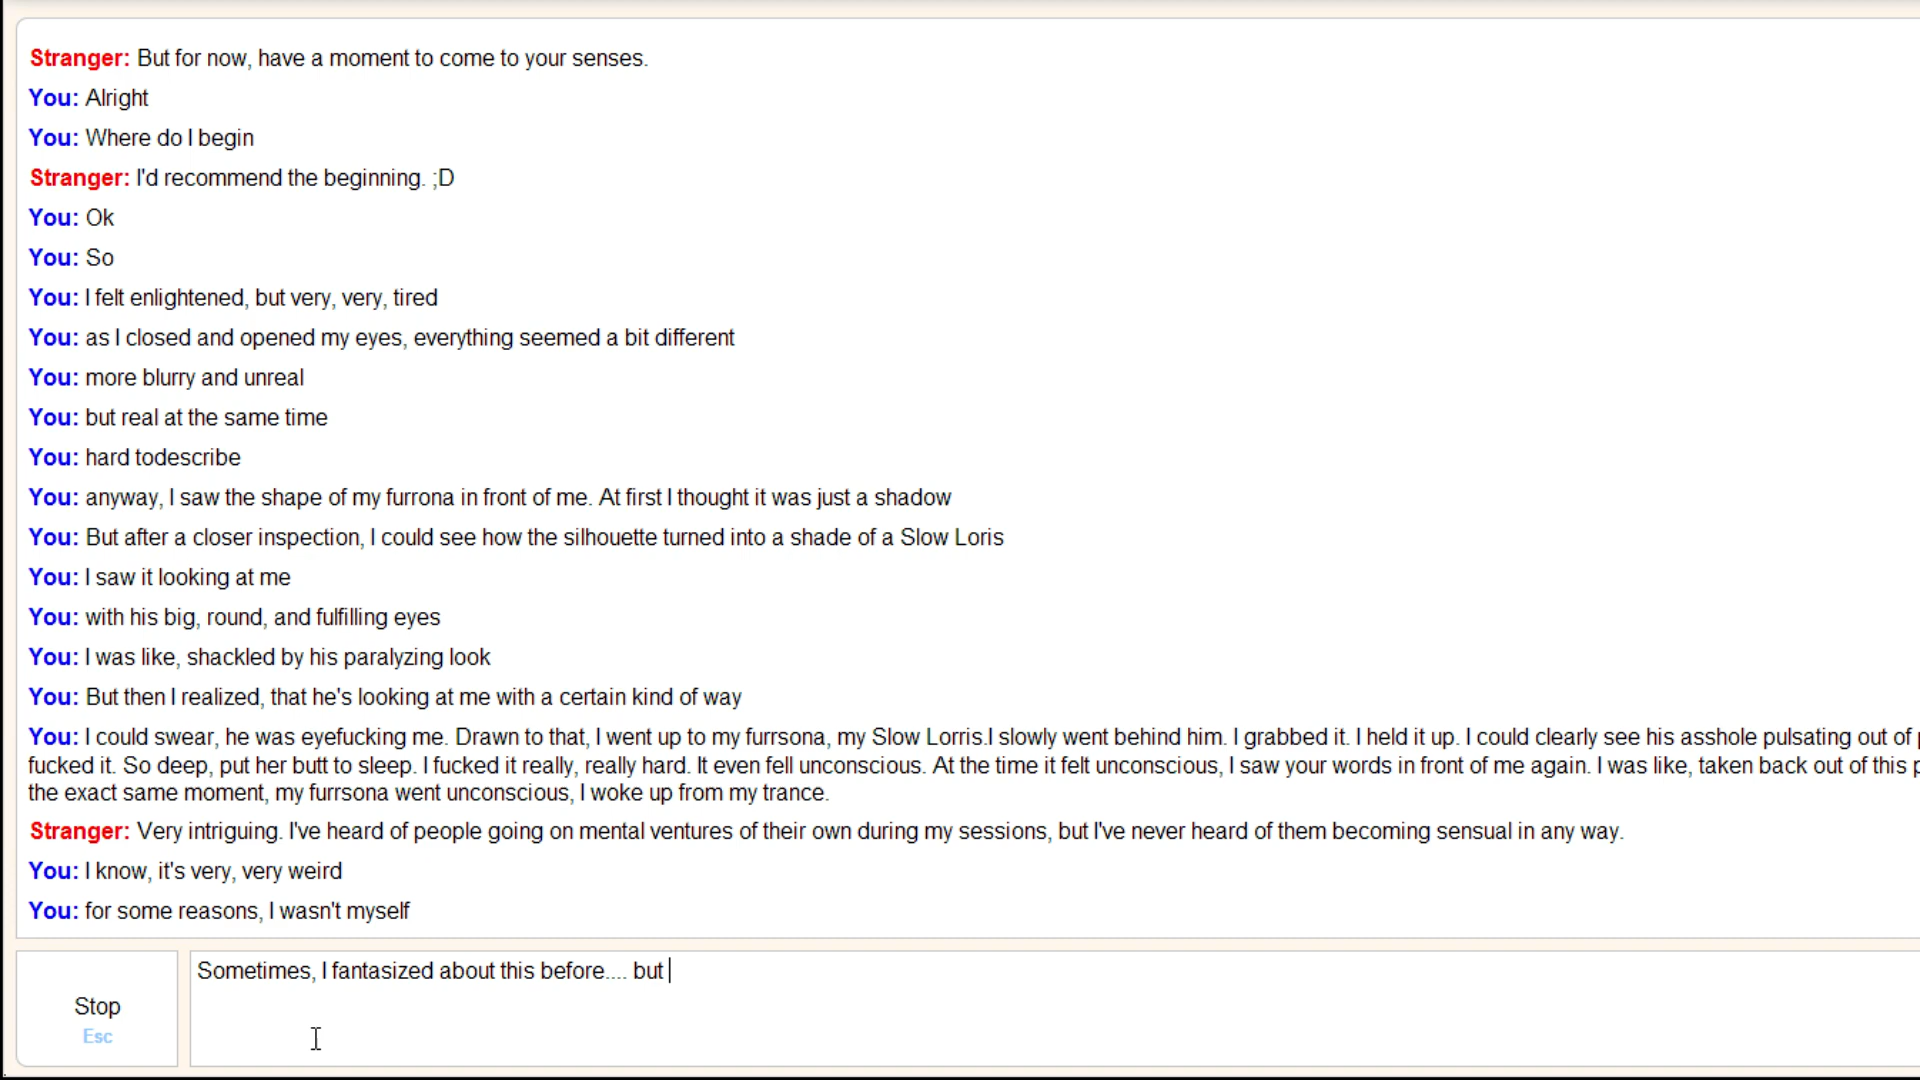 Stranger: But for now, have a moment to come to your senses.
You: Alright
You: Where do I begin
Stranger: I'd recommend the beginning. ;D
You: Ok
You: So
You: I felt enlightened, but very, very, tired
You: as I closed and opened my eyes, everything seemed a bit different
You: more blurry and unreal
You: but real at the same time
You: hard todescribe
You: anyway, I saw the shape of my furrona in front of me. At first I thought it was just a shadow
You: But after a closer inspection, I could see how the silhouette turned into a shade of a Slow Loris
You: I saw it looking at me
You: with his big, round, and fulfilling eyes
You: I was like, shackled by his paralyzing look
You: But then I realized, that he's looking at me with a certain kind of way
You: I could swear, he was eyefucking me. Drawn to that, I went up to my furrsona, my Slow Lorris.I slowly went behind him. I grabbed it. I held it up. I could clearly see his asshole pulsating out of
fucked it. So deep, put her butt to sleep. I fucked it really, really hard. It even fell unconscious. At the time it felt unconscious, I saw your words in front of me again. I was like, taken back out of this
the exact same moment, my furrsona went unconscious, I woke up from my trance.
Stranger: Very intriguing. I've heard of people going on mental ventures of their own during my sessions, but I've never heard of them becoming sensual in any way.
You: I know, it's very, very weird
You: for some reasons, I wasn't myself
Sometimes, I fantasized about this before.... but
Stop
Esc